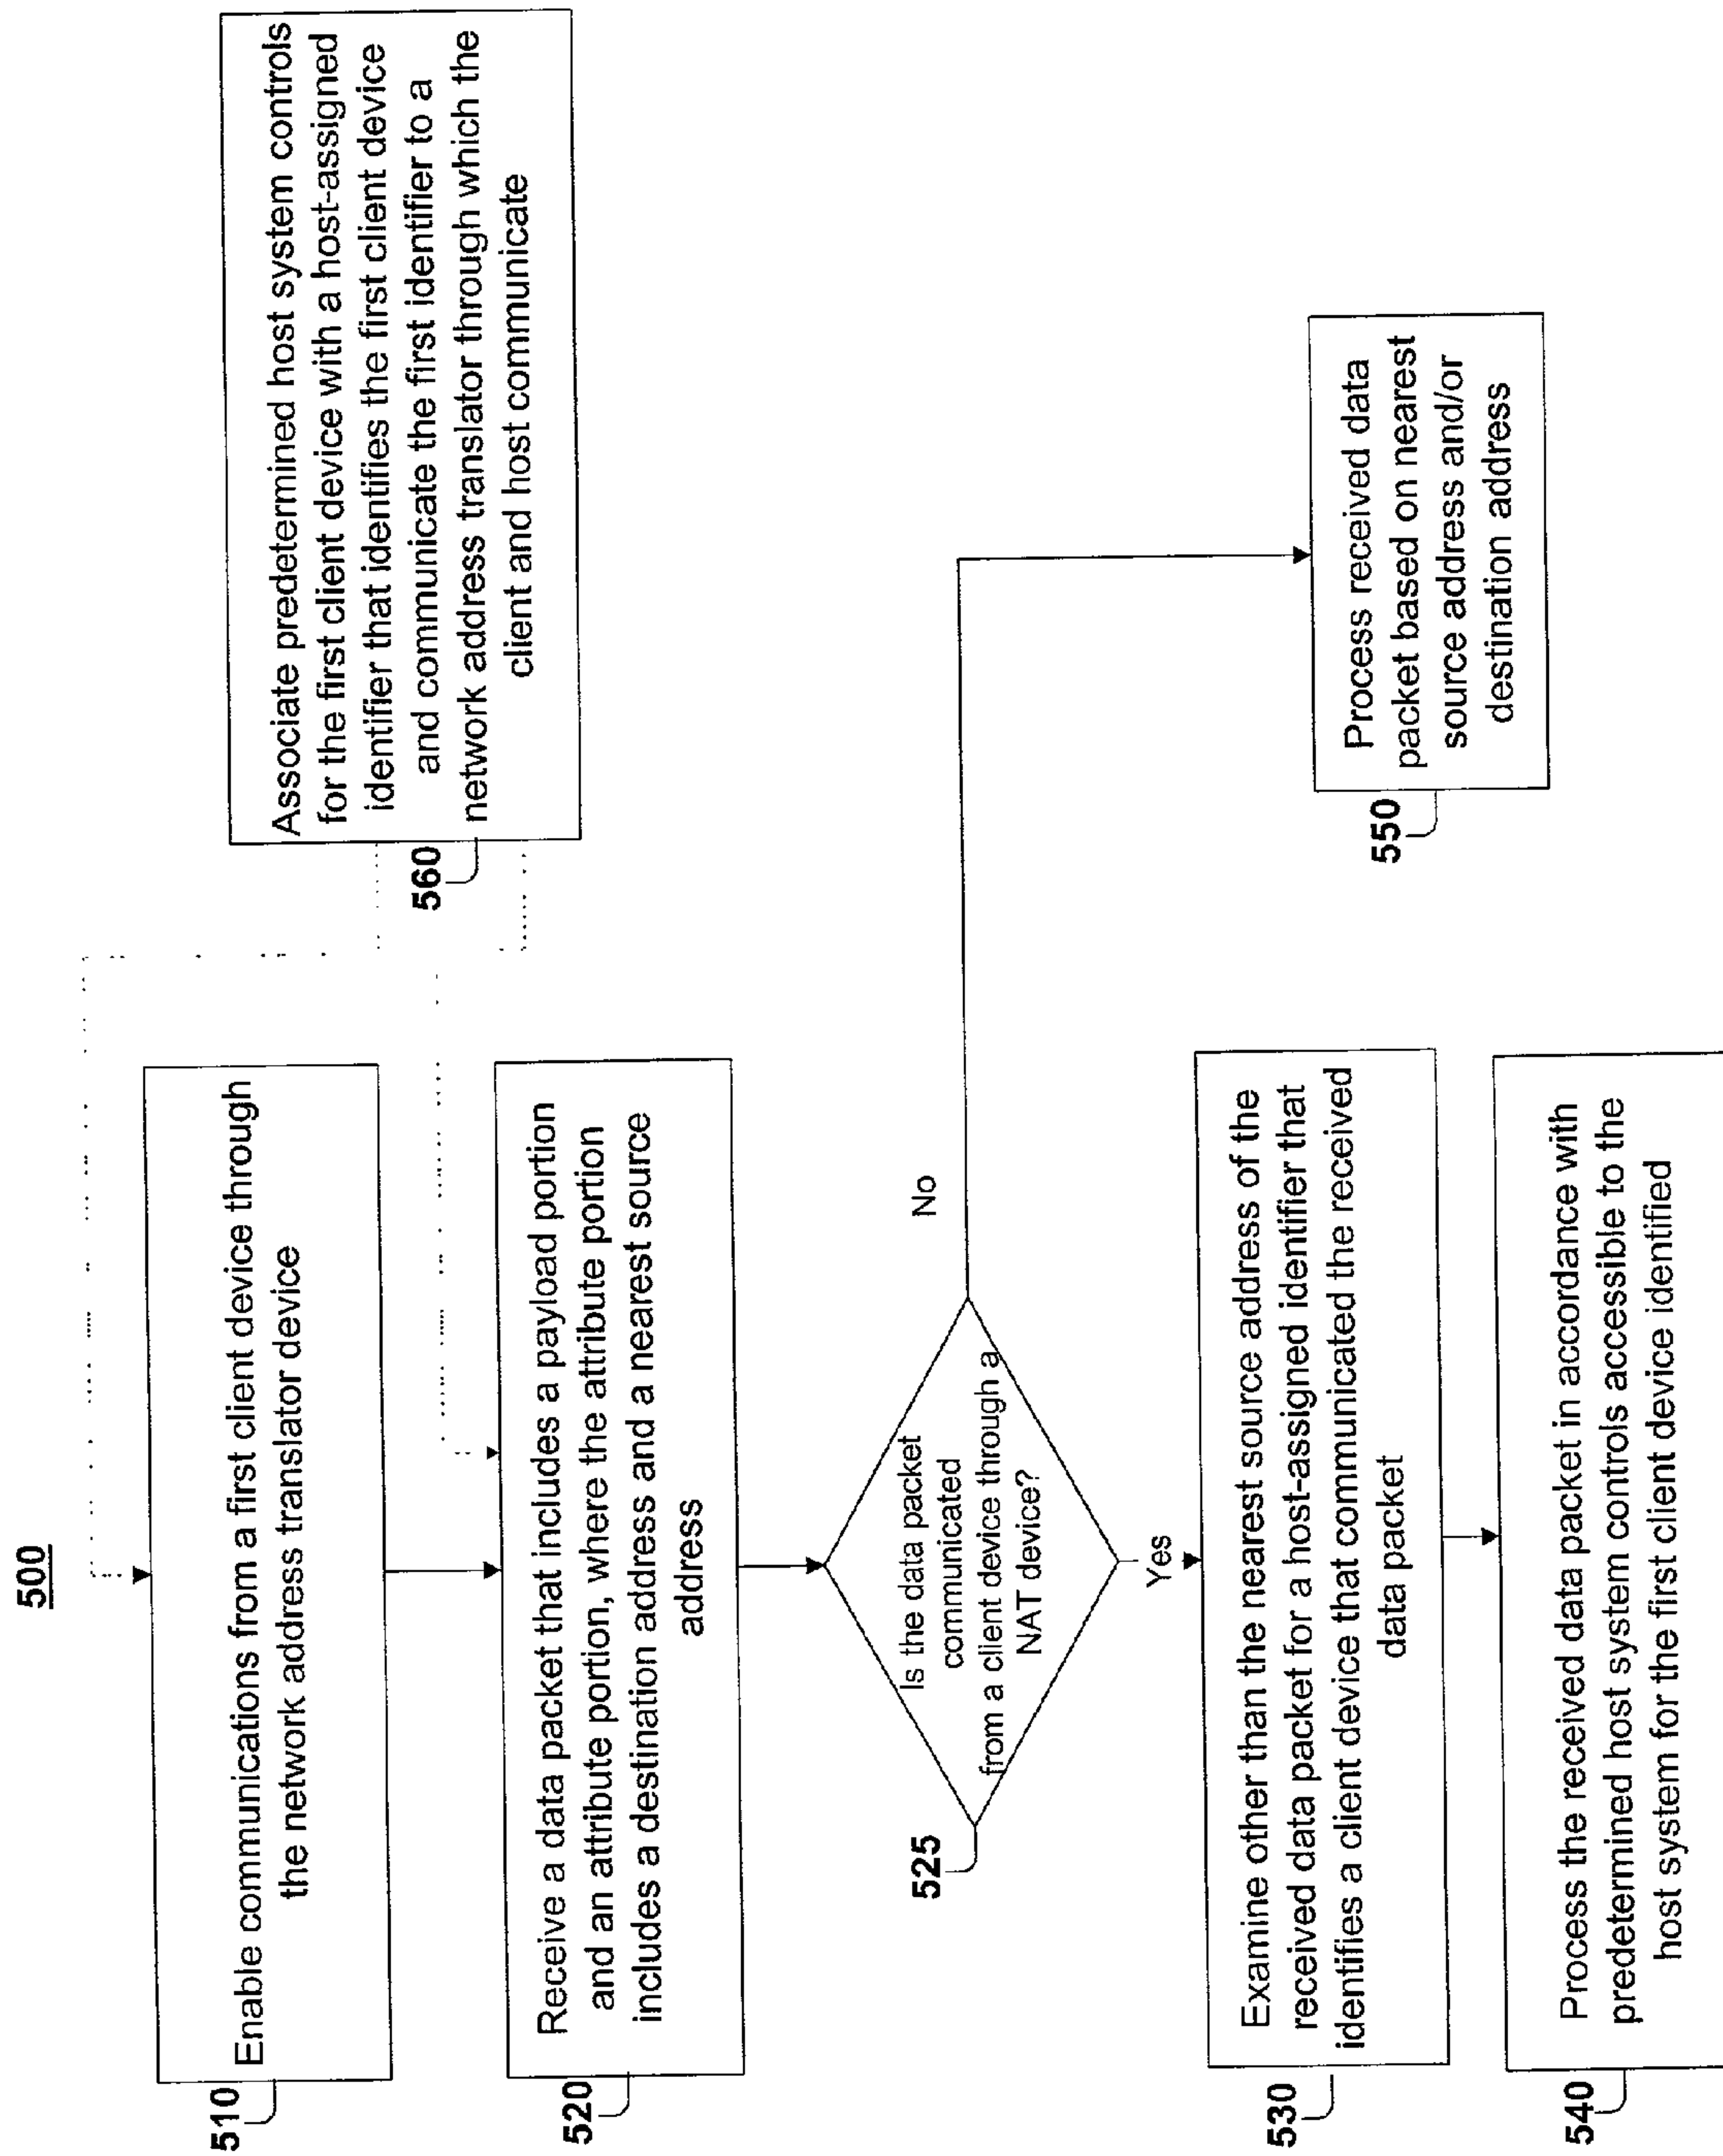 500
510
Enable communications from a first client device through
the network address translator device
560
Associate predetermined host system controls
for the first client device with a host-assigned
identifier that identifies the first client device
and communicate the first identifier to a
network address translator through which the
client and host communicate
520
Receive a data packet that includes a payload portion
and an attribute portion, where the attribute portion
includes a destination address and a nearest source
address
525
Is the data packet
communicated
from a client device through a
NAT device?
No
Yes
530
Examine other than the nearest source address of the
received data packet for a host-assigned identifier that
identifies a client device that communicated the received
data packet
550
Process received data
packet based on nearest
source address and/or
destination address
540
Process the received data packet in accordance with
predetermined host system controls accessible to the
host system for the first client device identified